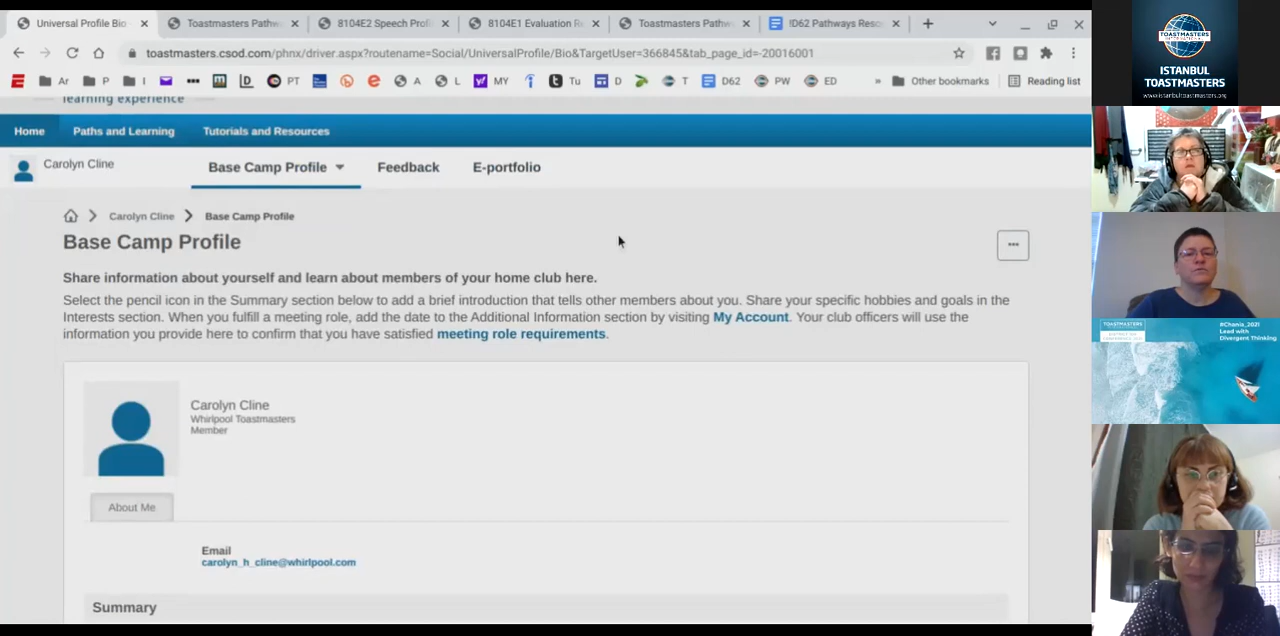 Universal Profile Bio
Toastmasters Pathw
8104E2 Speech Profi
8104E1 Evaluation R
Toastmasters Pathw
!D62 Pathways Reso
toastmasters.csod.com/phnx/driver.aspx?routename=Social/UniversalProfile/Bio&TargetUser=366845&tab_page_id=-20016001
Ar P I PT A L MY Tu D T D62 PW ED » Other bookmarks Reading list
learning experience
Home Paths and Learning Tutorials and Resources
Carolyn Cline Base Camp Profile Feedback E-portfolio
Carolyn Cline Base Camp Profile
Base Camp Profile
Share information about yourself and learn about members of your home club here.
Select the pencil icon in the Summary section below to add a brief introduction that tells other members about you. Share your specific hobbies and goals in the
Interests section. When you fulfill a meeting role, add the date to the Additional Information section by visiting My Account. Your club officers will use the
information you provide here to confirm that you have satisfied meeting role requirements.
Carolyn Cline
Whirlpool Toastmasters
Member
About Me
Email
carolyn_h_cline@whirlpool.com
Summary
TOASTMASTERS
INTERNATIONAL
ISTANBUL
TOASTMASTERS
www.istanbultoastmasters.org
TOASTMASTERS
#Chania_2021
Lead with
Divergent Thinking